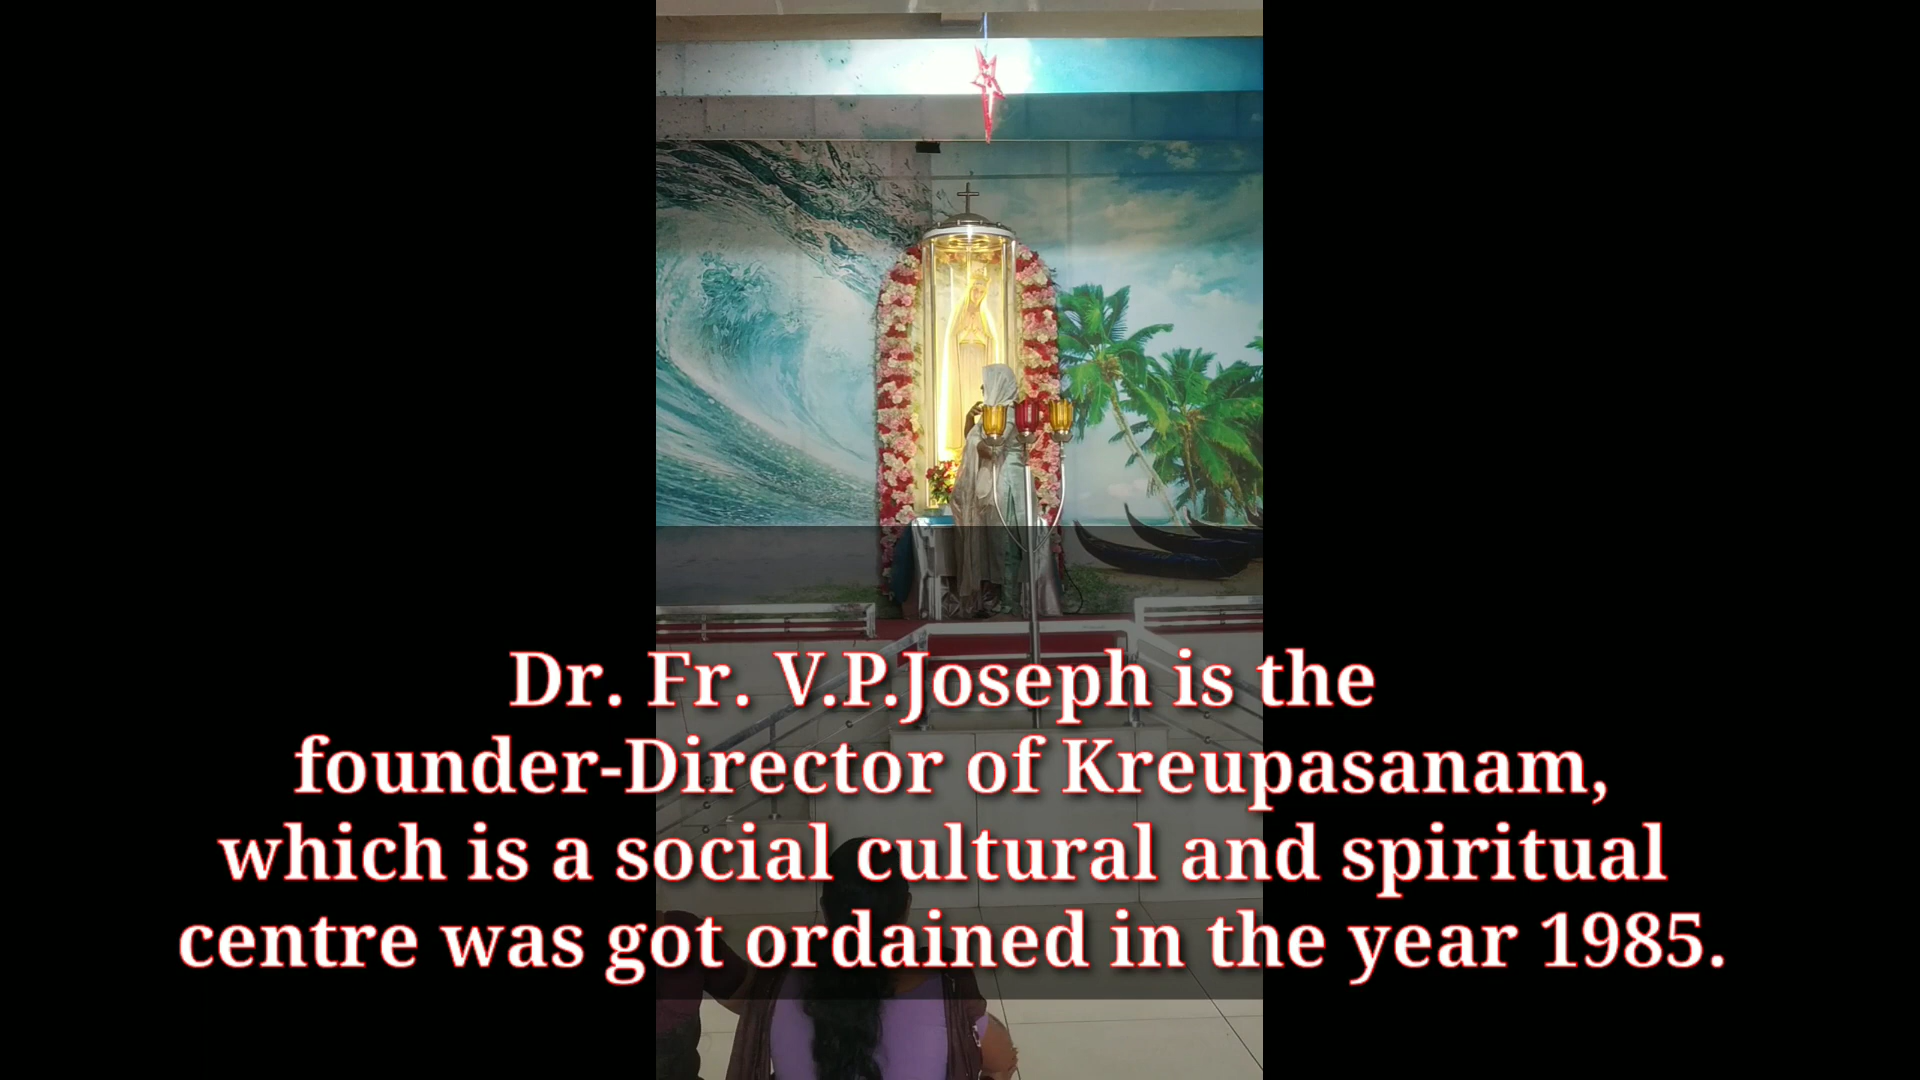 Dr. Fr. V.P.Joseph is the
founder-Director of Kreupasanam,
which is a social cultural and spiritual
centre was got ordained in the year 1985.